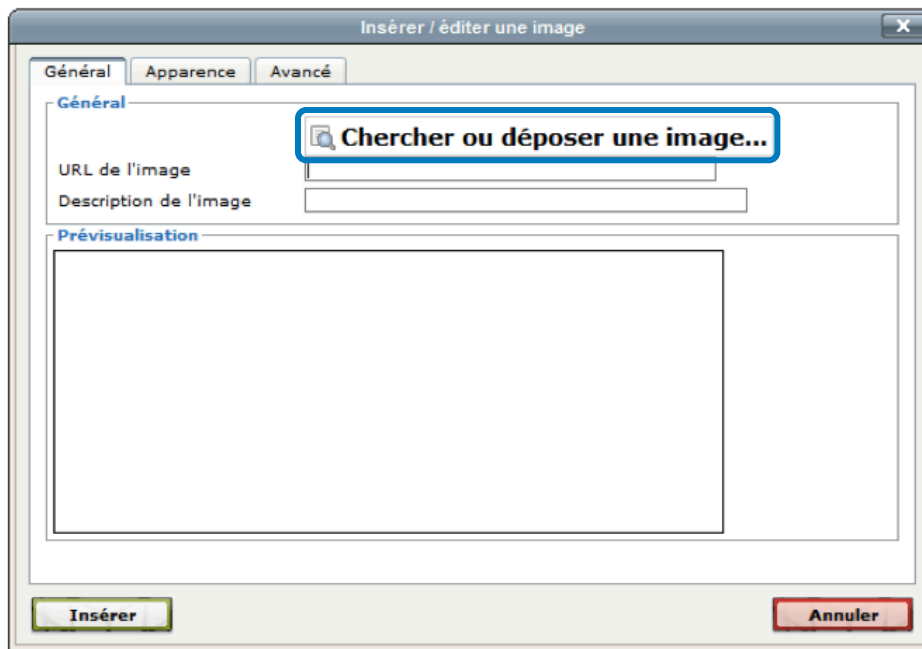 Insérer / éditer une image
X
Général Apparence Avancé
Général
Chercher ou déposer une image...
URL de l'image
Description de l'image
Prévisualisation
Insérer Annuler